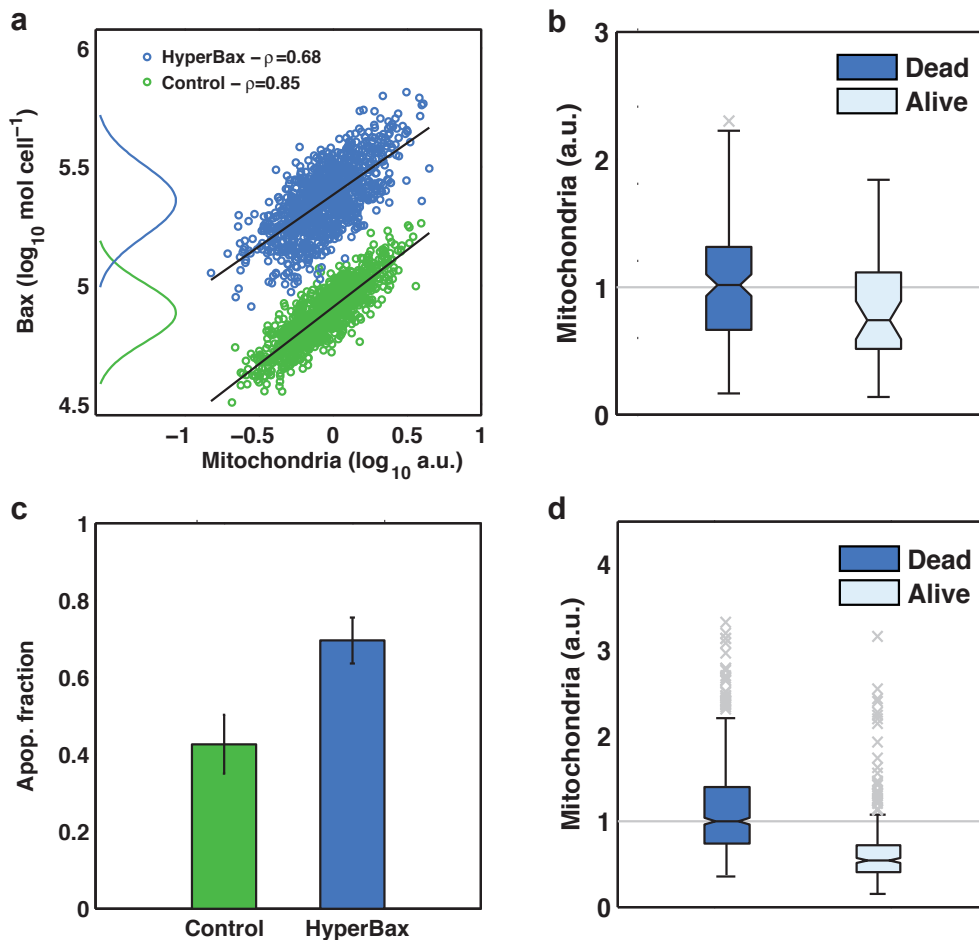 a
6
5.5
5
4.5
Bax (log10 mol cell−1)
HyperBax − ρ=0.68
Control − ρ=0.85
−1 −0.5 0 0.5 1
Mitochondria (log10 a.u.)
b
3
2
1
0
Mitochondria (a.u.)
Dead
Alive
c
1
0.8
0.6
0.4
0.2
0
Apop. fraction
Control HyperBax
d
4
3
2
1
0
Mitochondria (a.u.)
Dead
Alive